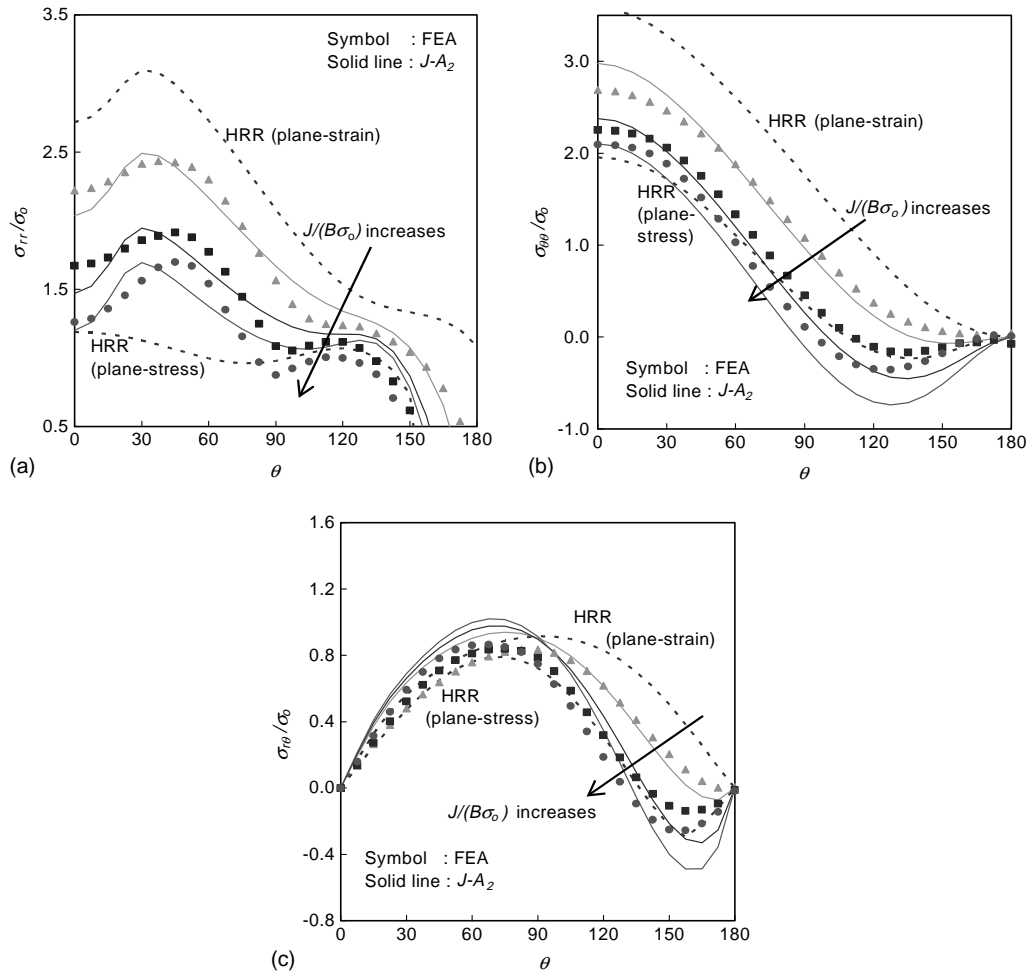 3.5
2.5
1.5
0.5
σrr/σo
Symbol : FEA
Solid line : J-A2
HRR (plane-strain)
J/(Bσo) increases
HRR
(plane-stress)
0 30 60 90 120 150 180
(a)
θ
3.0
2.0
1.0
0.0
-1.0
σθθ/σo
HRR (plane-strain)
HRR
(plane-
stress)
J/(Bσo) increases
Symbol : FEA
Solid line : J-A2
0 30 60 90 120 150 180
(b)
θ
1.6
1.2
0.8
0.4
0.0
-0.4
-0.8
σrθ/σo
HRR
(plane-strain)
HRR
(plane-stress)
J/(Bσo) increases
Symbol : FEA
Solid line : J-A2
0 30 60 90 120 150 180
(c)
θ